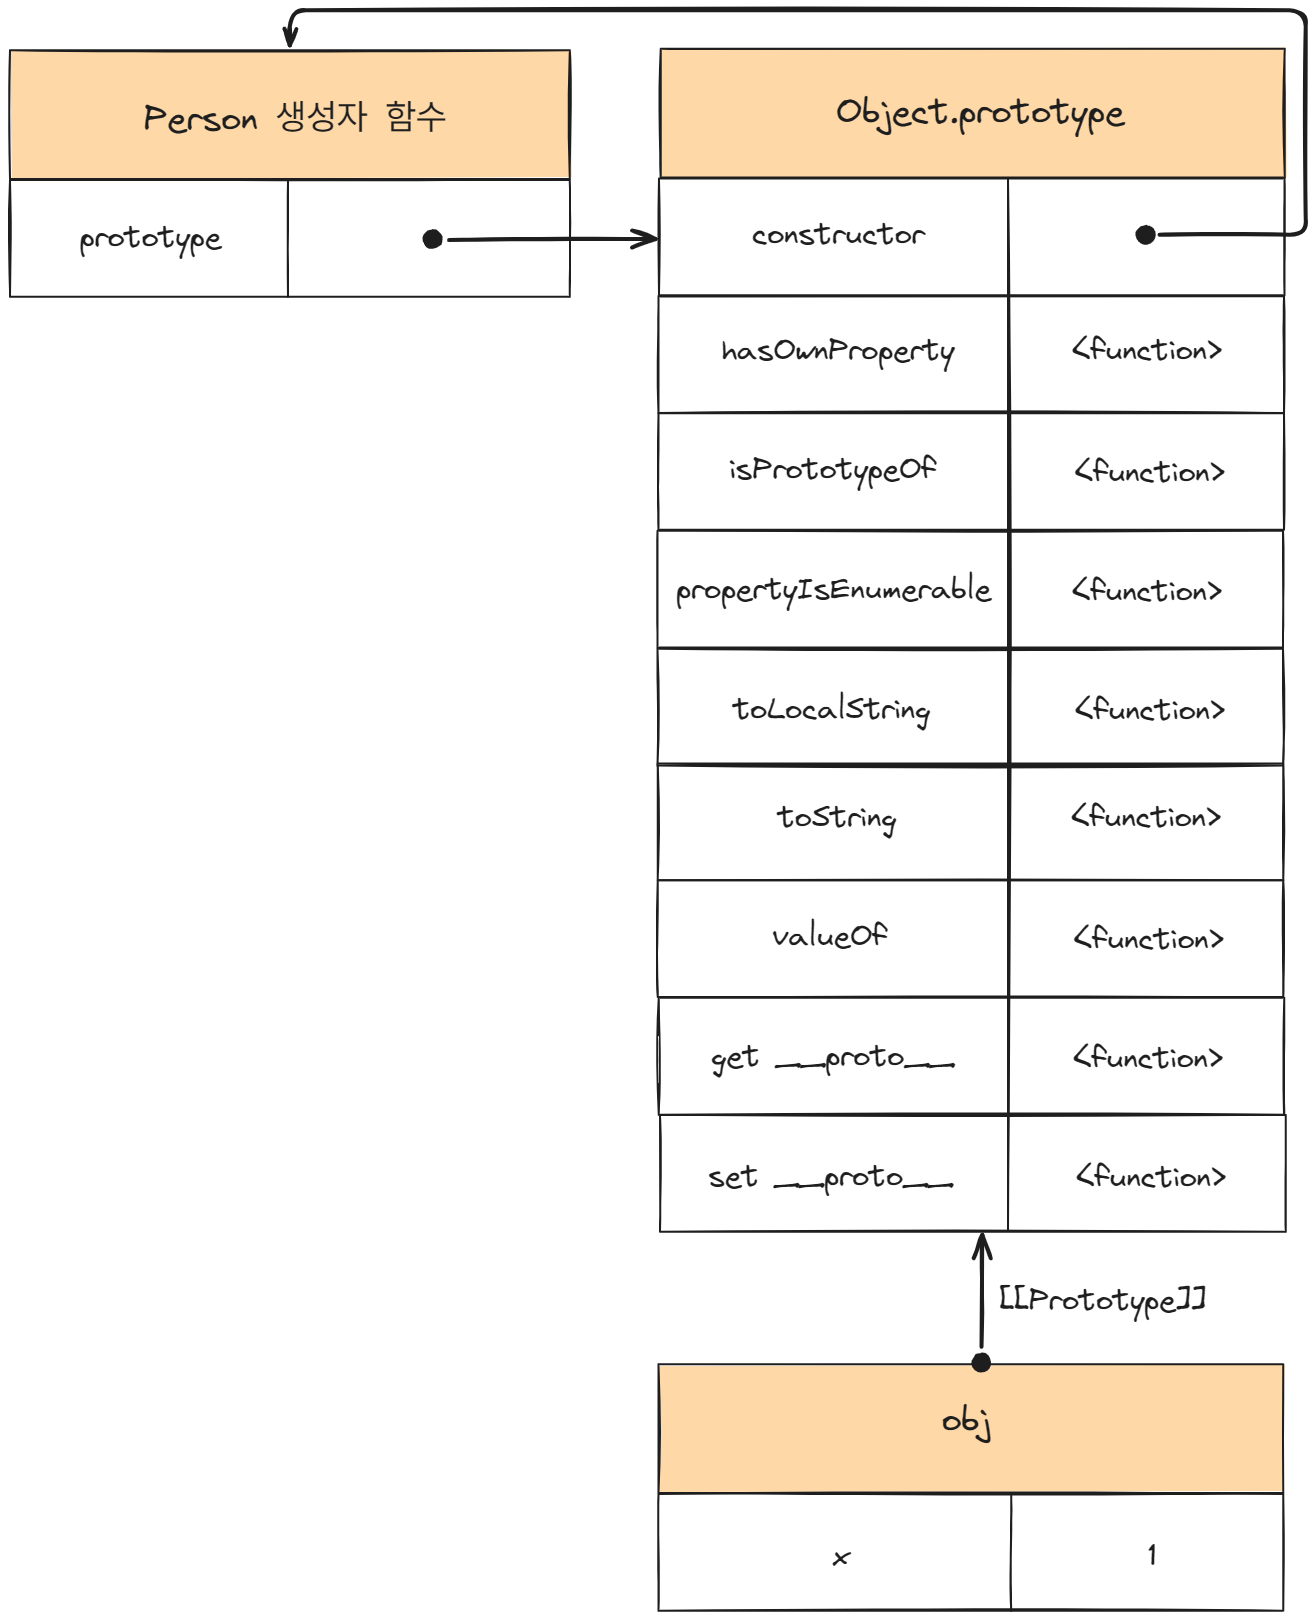 Person 생성자 함수
prototype
Object.prototype
constructor
hasOwnProperty <function>
isPrototypeOf <function>
propertyIsEnumerable <function>
toLocalString <function>
toString <function>
valueOf <function>
get __proto__ <function>
set __proto__ <function>
[[Prototype]]
obj
x 1